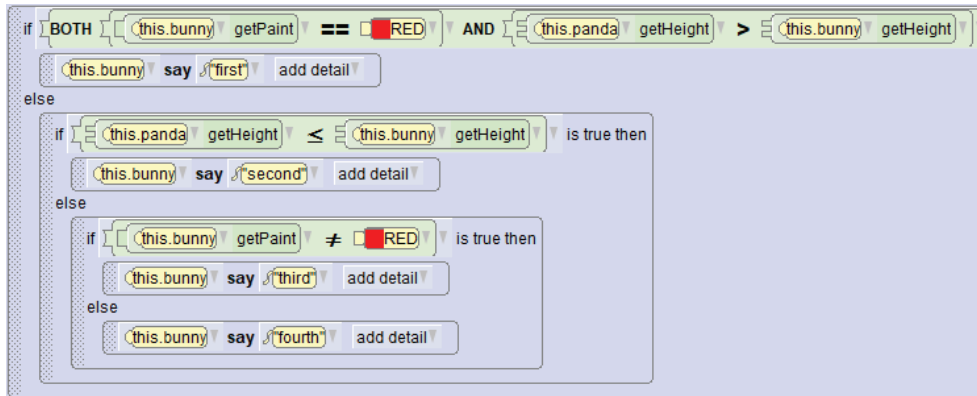 if BOTH this.bunny getPaint == RED AND this.panda getHeight > this.bunny getHeight
this.bunny say "first" add detail
else
if this.panda getHeight ≤ this.bunny getHeight is true then
this.bunny say "second" add detail
else
if this.bunny getPaint ≠ RED is true then
this.bunny say "third" add detail
else
this.bunny say "fourth" add detail